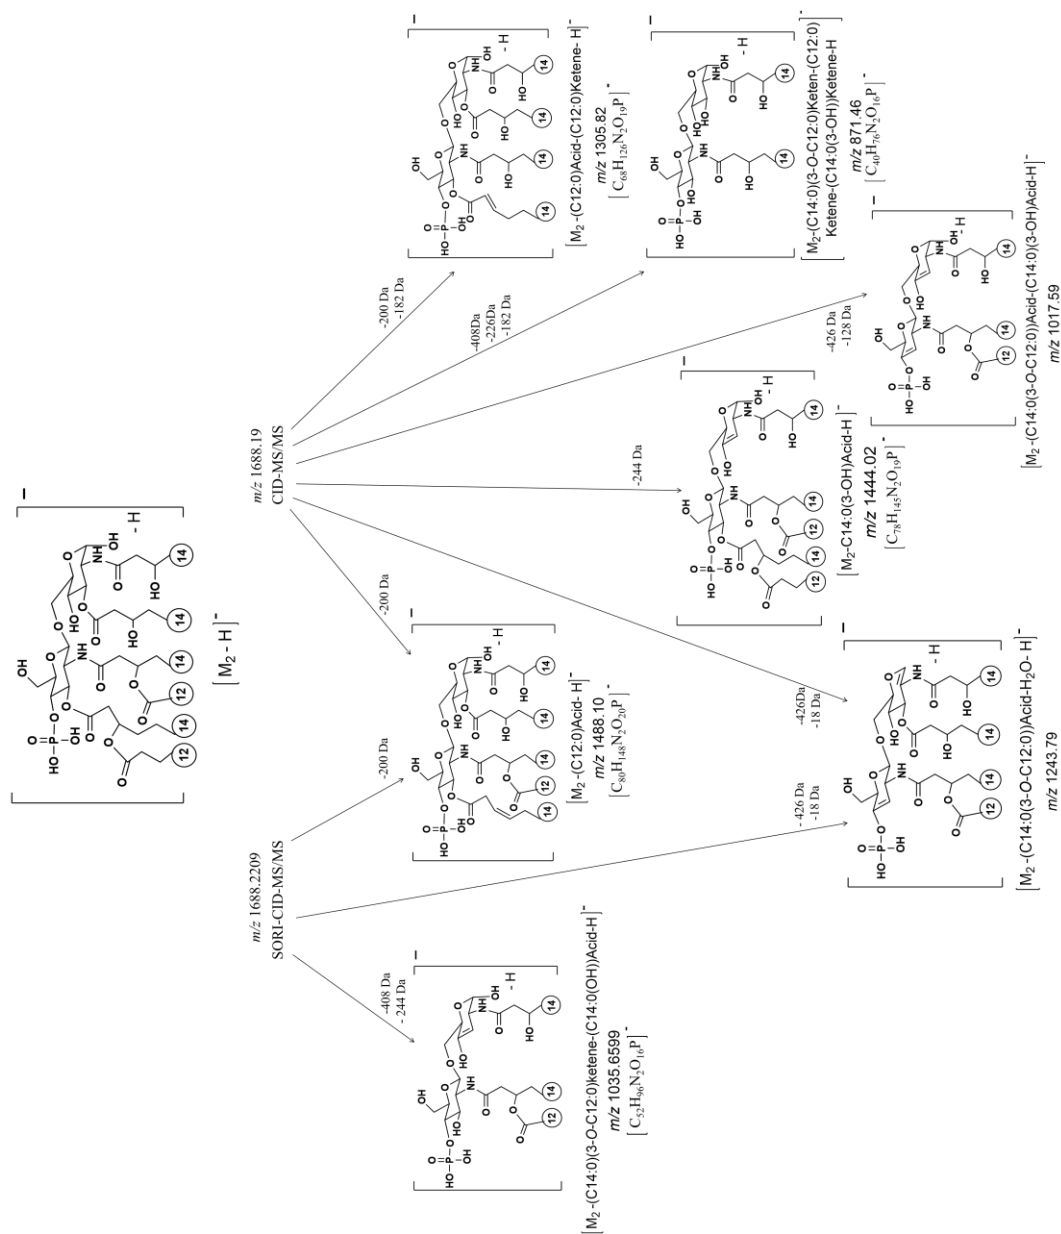 [M₂ - H]⁻
m/z 1688.2209
SORI-CID-MS/MS
m/z 1688.19
CID-MS/MS
-408 Da
- 244 Da
-200 Da
-200 Da
-200 Da
-182 Da
-408Da
-226Da
-182 Da
- 426 Da
-18 Da
-426Da
-18 Da
-244 Da
-426 Da
-128 Da
[M₂-(C14:0)(3-O-C12:0)ketene-(C14:0(OH))Acid-H]⁻
m/z 1035.6599
[C₅₂H₉₆N₂O₁₆P]⁻
[M₂-(C12:0)Acid- H]⁻
m/z 1488.10
[C₈₀H₁₄₈N₂O₂₀P]⁻
[M₂-(C12:0)Acid-(C12:0)Ketene- H]⁻
m/z 1305.82
[C₆₈H₁₂₆N₂O₁₉P]⁻
[M₂-(C14:0)(3-O-C12:0)Keten-(C12:0)
Ketene-(C14:0(3-OH))Ketene-H]⁻
m/z 871.46
[C₄₀H₇₆N₂O₁₆P]⁻
[M₂-C14:0(3-OH)Acid-H]⁻
m/z 1444.02
[C₇₈H₁₄₅N₂O₁₉P]⁻
[M₂-(C14:0(3-O-C12:0))Acid-H₂O- H]⁻
m/z 1243.79
[M₂-(C14:0(3-O-C12:0))Acid-(C14:0)(3-OH)Acid-H]⁻
m/z 1017.59